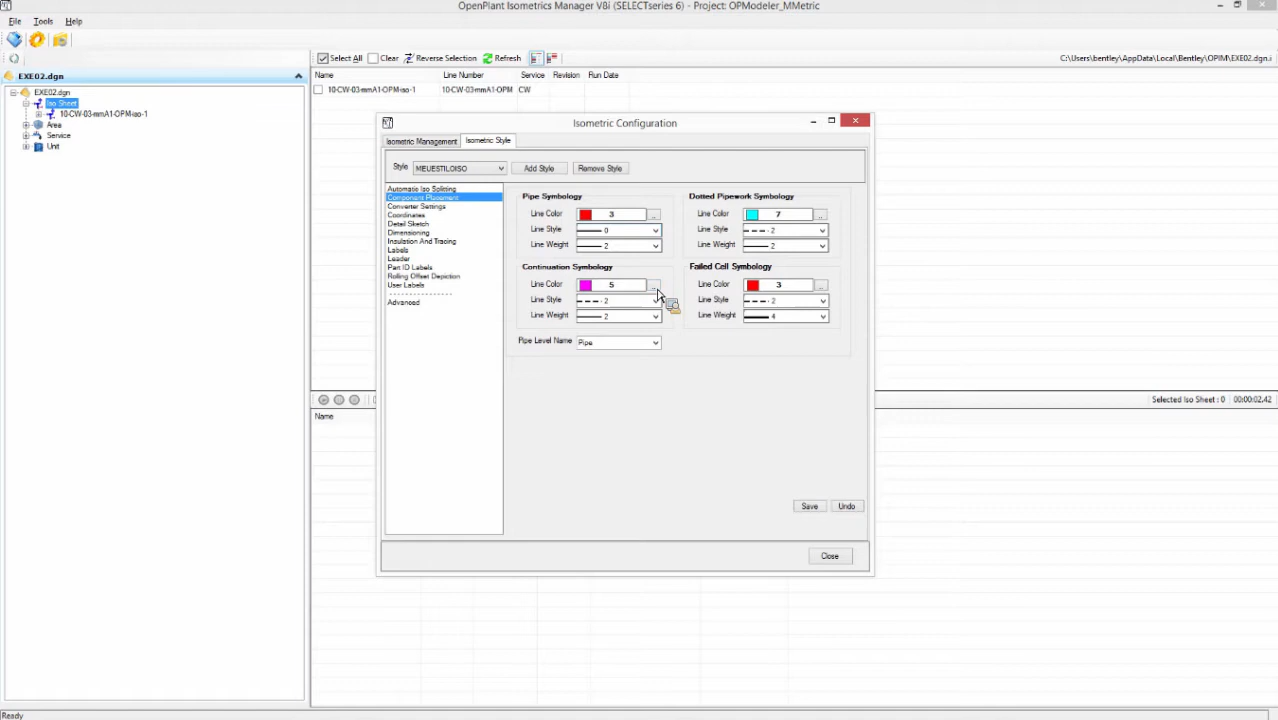 OpenPlant Isometrics Manager V8i (SELECTseries 6) - Project: OPModeler_MMetric
File Tools Help
Select All Clear Reverse Selection Refresh C:\Users\bentley\AppData\Local\Bentley\OPIM\EXE02.dgn.i
EXE02.dgn
Name Line Number Service Revision Run Date
EXE02.dgn
10-CW-03-mmA1-OPM-iso-1 10-CW-03-mmA1-OPM CW
Iso Sheet
10-CW-03-mmA1-OPM-iso-1
Area
Service
Unit
Isometric Configuration
Isometric Management Isometric Style
Style MEUESTILOISO Add Style Remove Style
Automatic Iso Splitting
Component Placement
Converter Settings
Coordinates
Detail Sketch
Dimensioning
Insulation And Tracing
Labels
Leader
Part ID Labels
Rolling Offset Depiction
User Labels
Advanced
Pipe Symbology
Line Color 3 ...
Line Style 0
Line Weight 2
Dotted Pipework Symbology
Line Color 7 ...
Line Style 2
Line Weight 2
Continuation Symbology
Line Color 5 ...
Line Style 2
Line Weight 2
Failed Cell Symbology
Line Color 3 ...
Line Style 2
Line Weight 4
Pipe Level Name Pipe
Save Undo
Close
Selected Iso Sheet : 0 00:00:02.42
Name
Ready